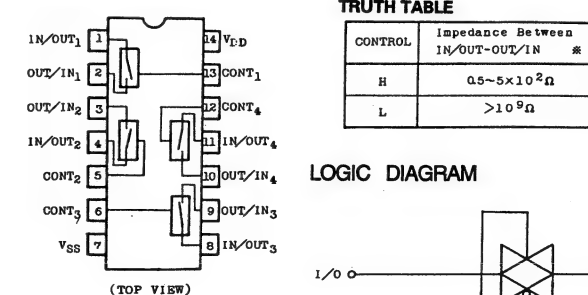 TRUTH TABLE
CONTROL
Impedance Between
IN/OUT-OUT/IN ※
H
0.5~5×10²Ω
L
>10⁹Ω
IN/OUT₁ 1
OUT/IN₁ 2
OUT/IN₂ 3
IN/OUT₂ 4
CONT₂ 5
CONT₃ 6
VSS 7
14 VDD
13 CONT₁
12 CONT₄
11 IN/OUT₄
10 OUT/IN₄
9 OUT/IN₃
8 IN/OUT₃
(TOP VIEW)
LOGIC DIAGRAM
I/O